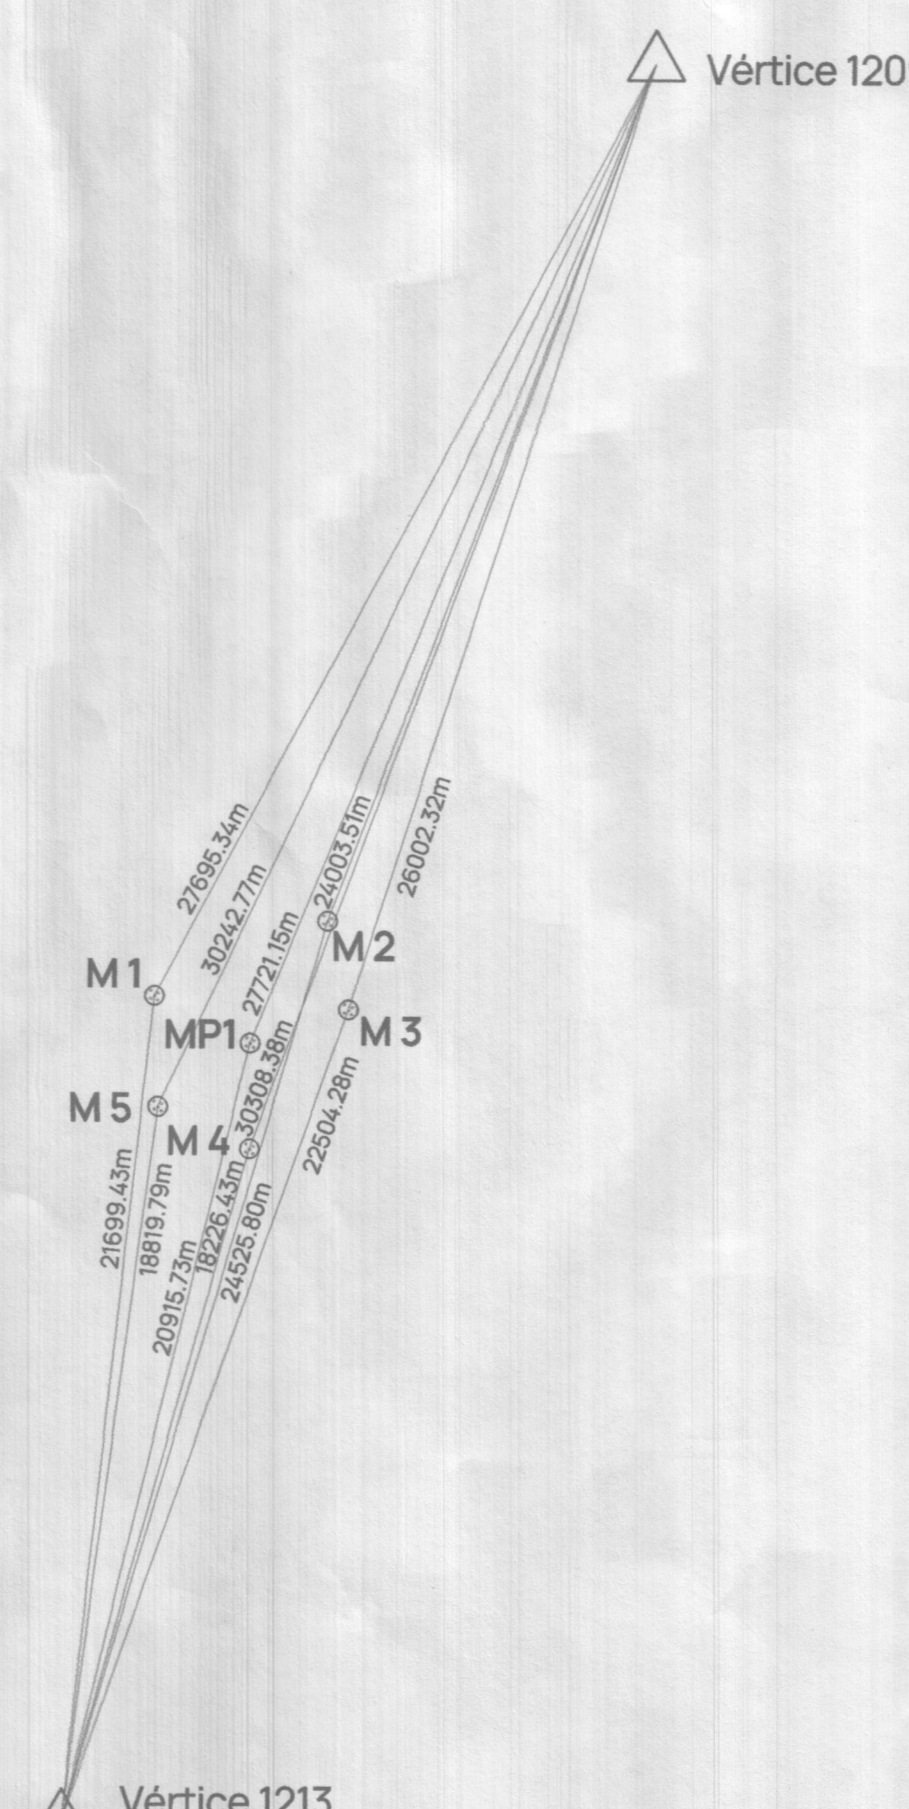 Vértice 120
27695.34m
24003.51m
26002.32m
30242.77m
27721.15m
M 2
M 1
M 3
MP1
30308.38m
M 5
M 4
22504.28m
21699.43m
18819.79m
18226.43m
24525.80m
20915.73m
Vértice 1213